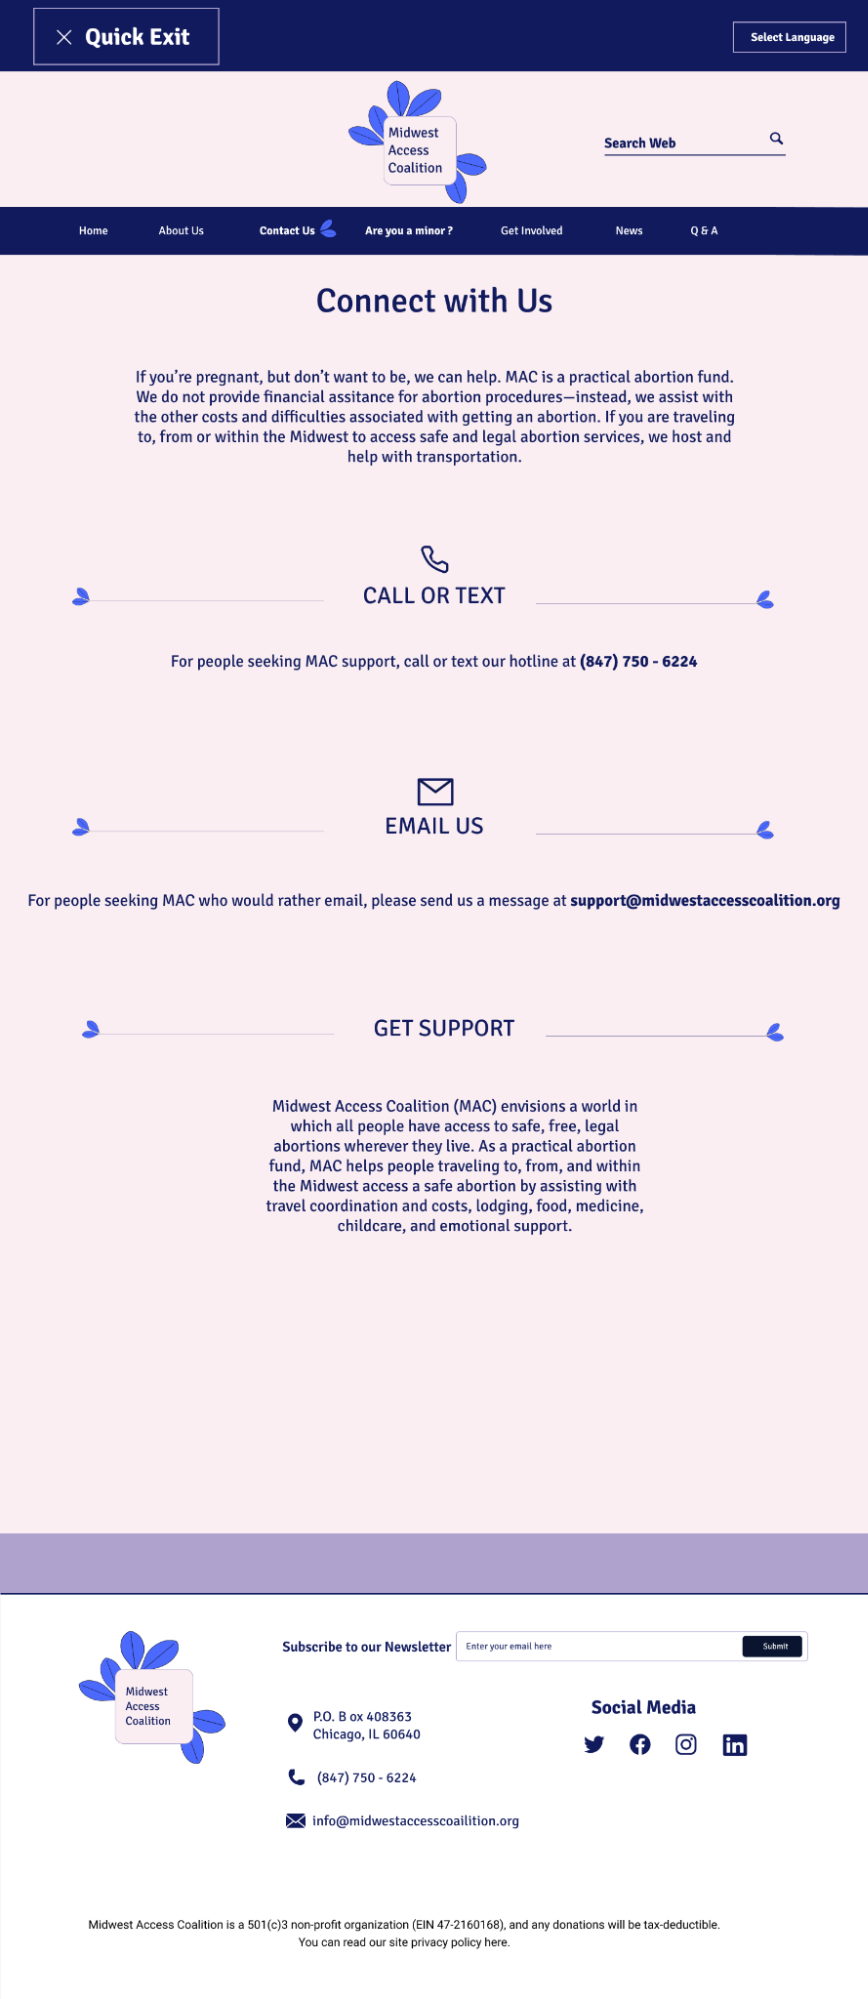 Quick Exit
Select Language
Midwest
Access
Coalition
Search Web
Home About Us Contact Us Are you a minor ? Get Involved News Q & A
Connect with Us
If you’re pregnant, but don’t want to be, we can help. MAC is a practical abortion fund.
We do not provide financial assitance for abortion procedures—instead, we assist with
the other costs and difficulties associated with getting an abortion. If you are traveling
to, from or within the Midwest to access safe and legal abortion services, we host and
help with transportation.
CALL OR TEXT
For people seeking MAC support, call or text our hotline at (847) 750 - 6224
EMAIL US
For people seeking MAC who would rather email, please send us a message at support@midwestaccesscoalition.org
GET SUPPORT
Midwest Access Coalition (MAC) envisions a world in
which all people have access to safe, free, legal
abortions wherever they live. As a practical abortion
fund, MAC helps people traveling to, from, and within
the Midwest access a safe abortion by assisting with
travel coordination and costs, lodging, food, medicine,
childcare, and emotional support.
Midwest
Access
Coalition
Subscribe to our Newsletter
Enter your email here
Submit
P.O. B ox 408363
Chicago, IL 60640
(847) 750 - 6224
info@midwestaccesscoailition.org
Social Media
Midwest Access Coalition is a 501(c)3 non-profit organization (EIN 47-2160168), and any donations will be tax-deductible.
You can read our site privacy policy here.